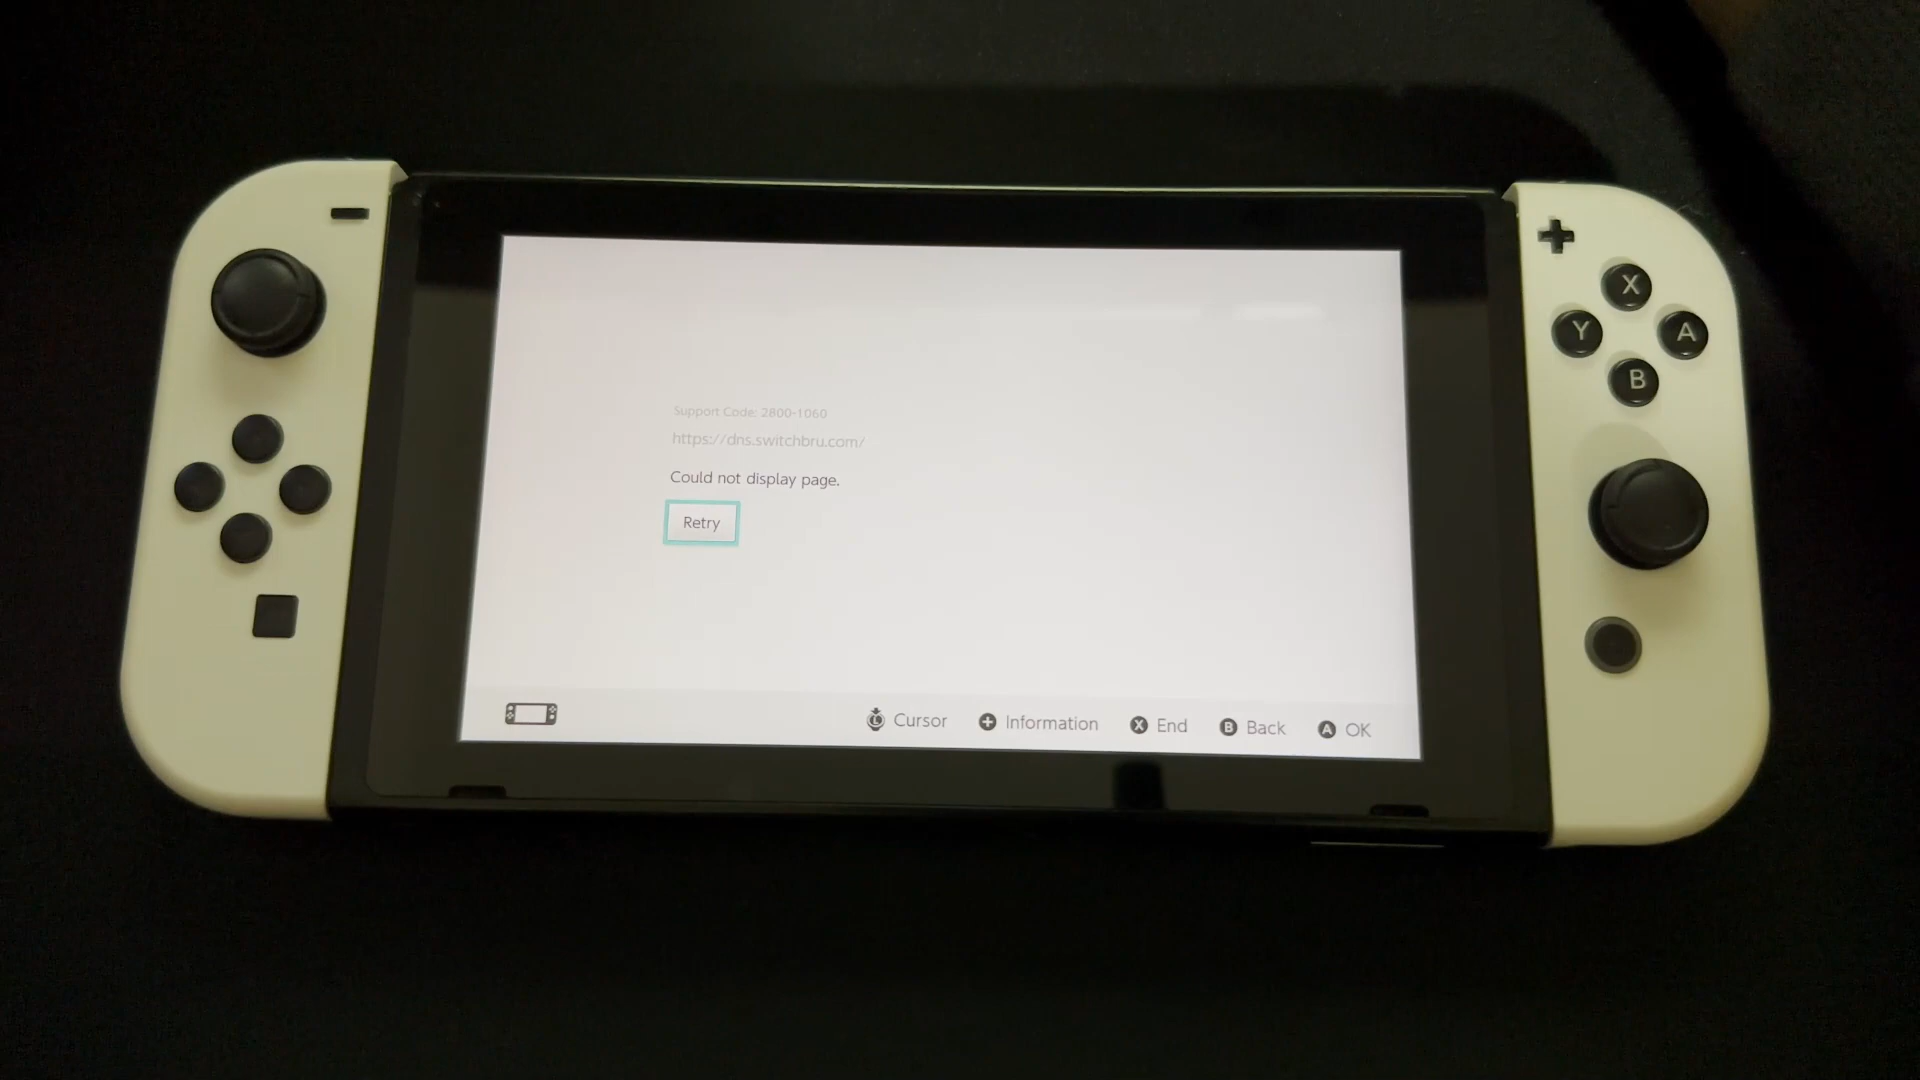 Support Code: 2800-1060
https://dns.switchbru.com/
Could not display page.
Retry
Cursor Information End Back OK
X
Y A
B